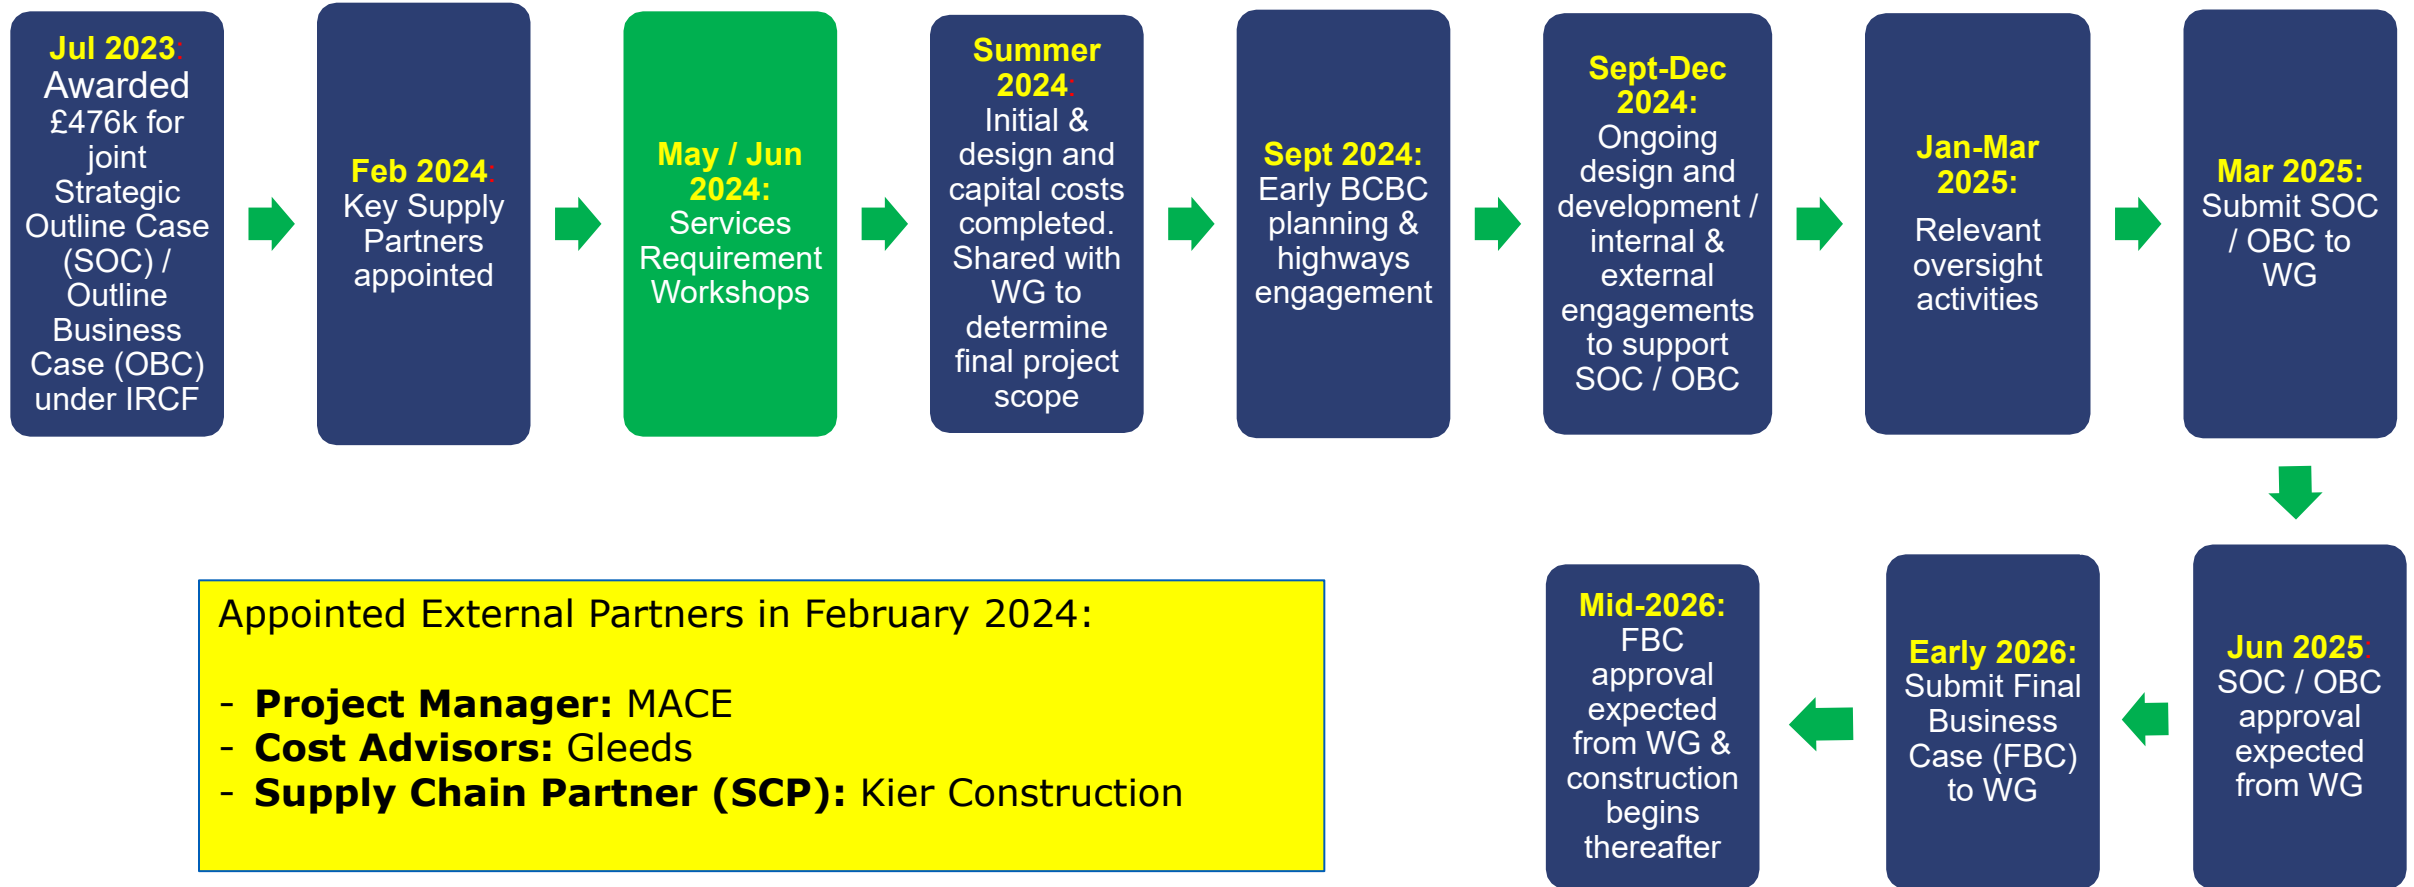 Jul 2023:
Awarded
£476k for
joint
Strategic
Outline Case
(SOC) /
Outline
Business
Case (OBC)
under IRCF
Feb 2024:
Key Supply
Partners
appointed
May / Jun
2024:
Services
Requirement
Workshops
Summer
2024:
Initial &
design and
capital costs
completed.
Shared with
WG to
determine
final project
scope
Sept 2024:
Early BCBC
planning &
highways
engagement
Sept-Dec
2024:
Ongoing
design and
development /
internal &
external
engagements
to support
SOC / OBC
Jan-Mar
2025:
Relevant
oversight
activities
Mar 2025:
Submit SOC
/ OBC to
WG
Jun 2025:
SOC / OBC
approval
expected
from WG
Early 2026:
Submit Final
Business
Case (FBC)
to WG
Mid-2026:
FBC
approval
expected
from WG &
construction
begins
thereafter
Appointed External Partners in February 2024:
- Project Manager: MACE
- Cost Advisors: Gleeds
- Supply Chain Partner (SCP): Kier Construction